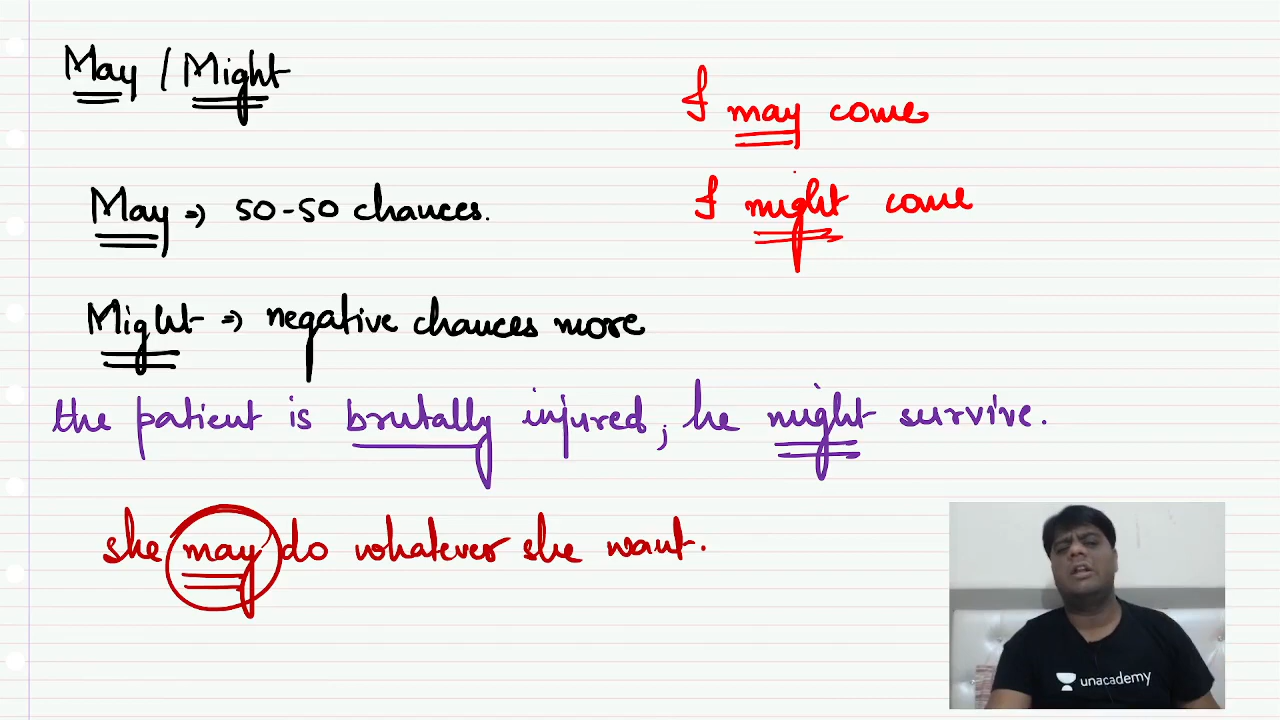 May / Might
I may come
I might come
May ⇒ 50-50 chances.
Might ⇒ negative chances more
the patient is brutally injured, he might survive.
she may do whatever she want.
unacademy